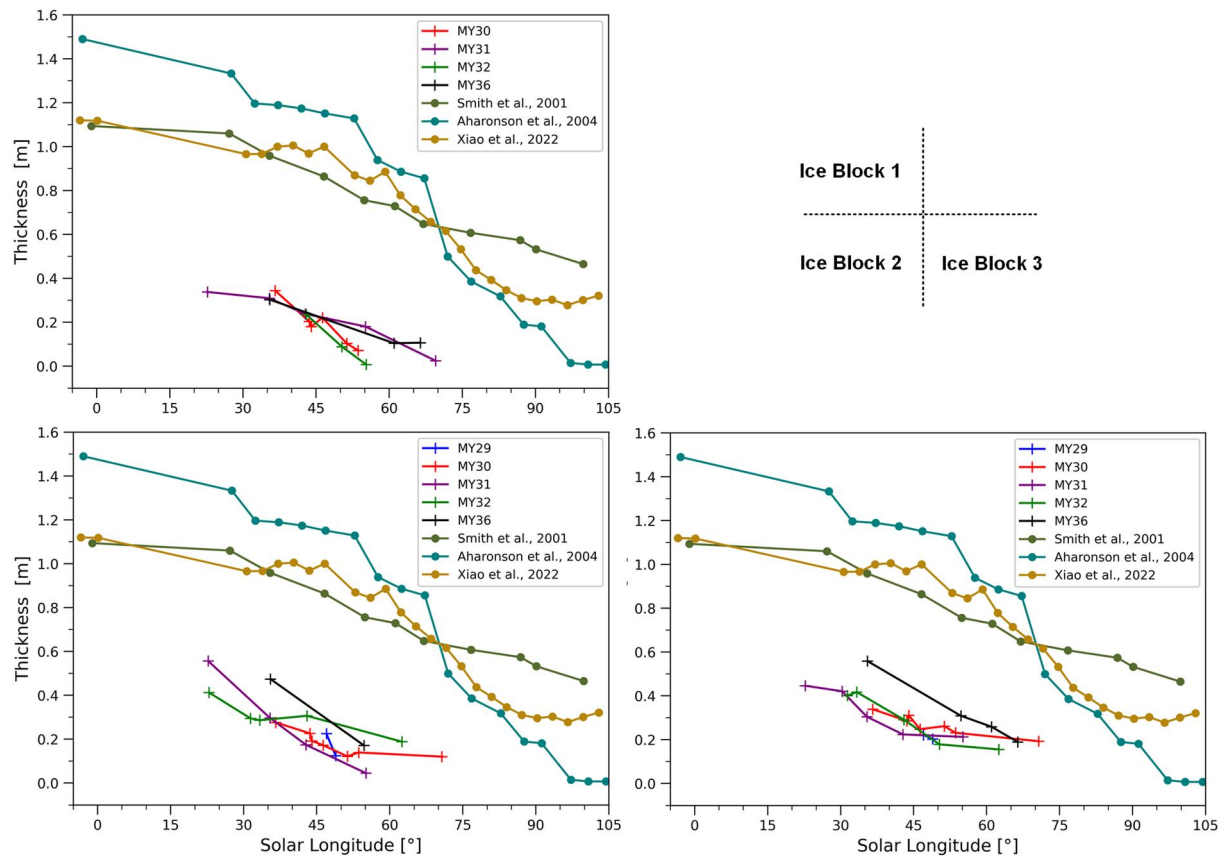 1.6
1.4
1.2
1.0
0.8
0.6
0.4
0.2
0.0
Thickness [m]
0 15 30 45 60 75 90 105
MY30
MY31
MY32
MY36
Smith et al., 2001
Aharonson et al., 2004
Xiao et al., 2022
Ice Block 1
Ice Block 2 Ice Block 3
1.6
1.4
1.2
1.0
0.8
0.6
0.4
0.2
0.0
Thickness [m]
0 15 30 45 60 75 90 105
Solar Longitude [°]
MY29
MY30
MY31
MY32
MY36
Smith et al., 2001
Aharonson et al., 2004
Xiao et al., 2022
1.6
1.4
1.2
1.0
0.8
0.6
0.4
0.2
0.0
0 15 30 45 60 75 90 105
Solar Longitude [°]
MY29
MY30
MY31
MY32
MY36
Smith et al., 2001
Aharonson et al., 2004
Xiao et al., 2022